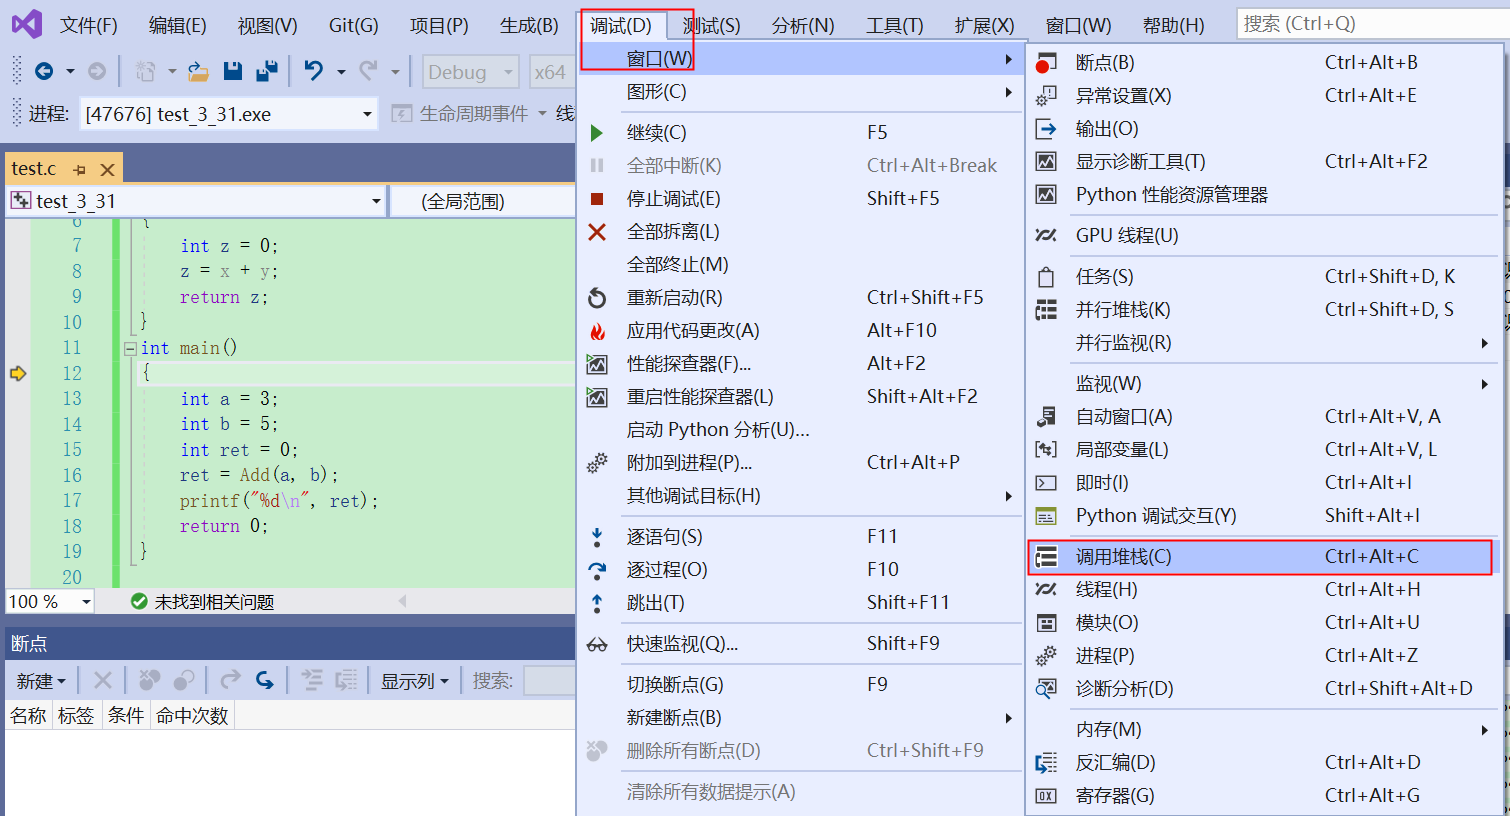 文件(F) 编辑(E) 视图(V) Git(G) 项目(P) 生成(B) 调试(D) 测试(S) 分析(N) 工具(T) 扩展(X) 窗口(W) 帮助(H) 搜索 (Ctrl+Q)
Debug x64
进程: [47676] test_3_31.exe 生命周期事件
test.c
test_3_31 (全局范围)
6 {
7 int z = 0;
8 z = x + y;
9 return z;
10 }
11 int main()
12 {
13 int a = 3;
14 int b = 5;
15 int ret = 0;
16 ret = Add(a, b);
17 printf("%d\n", ret);
18 return 0;
19 }
20
100 % 未找到相关问题
断点
新建 显示列 搜索:
名称 标签 条件 命中次数
窗口(W)
图形(C)
继续(C) F5
全部中断(K) Ctrl+Alt+Break
停止调试(E) Shift+F5
全部拆离(L)
全部终止(M)
重新启动(R) Ctrl+Shift+F5
应用代码更改(A) Alt+F10
性能探查器(F)... Alt+F2
重启性能探查器(L) Shift+Alt+F2
启动 Python 分析(U)...
附加到进程(P)... Ctrl+Alt+P
其他调试目标(H)
逐语句(S) F11
逐过程(O) F10
跳出(T) Shift+F11
快速监视(Q)... Shift+F9
切换断点(G) F9
新建断点(B)
删除所有断点(D) Ctrl+Shift+F9
清除所有数据提示(A)
断点(B) Ctrl+Alt+B
异常设置(X) Ctrl+Alt+E
输出(O)
显示诊断工具(T) Ctrl+Alt+F2
Python 性能资源管理器
GPU 线程(U)
任务(S) Ctrl+Shift+D, K
并行堆栈(K) Ctrl+Shift+D, S
并行监视(R)
监视(W)
自动窗口(A) Ctrl+Alt+V, A
局部变量(L) Ctrl+Alt+V, L
即时(I) Ctrl+Alt+I
Python 调试交互(Y) Shift+Alt+I
调用堆栈(C) Ctrl+Alt+C
线程(H) Ctrl+Alt+H
模块(O) Ctrl+Alt+U
进程(P) Ctrl+Alt+Z
诊断分析(D) Ctrl+Shift+Alt+D
内存(M)
反汇编(D) Ctrl+Alt+D
寄存器(G) Ctrl+Alt+G